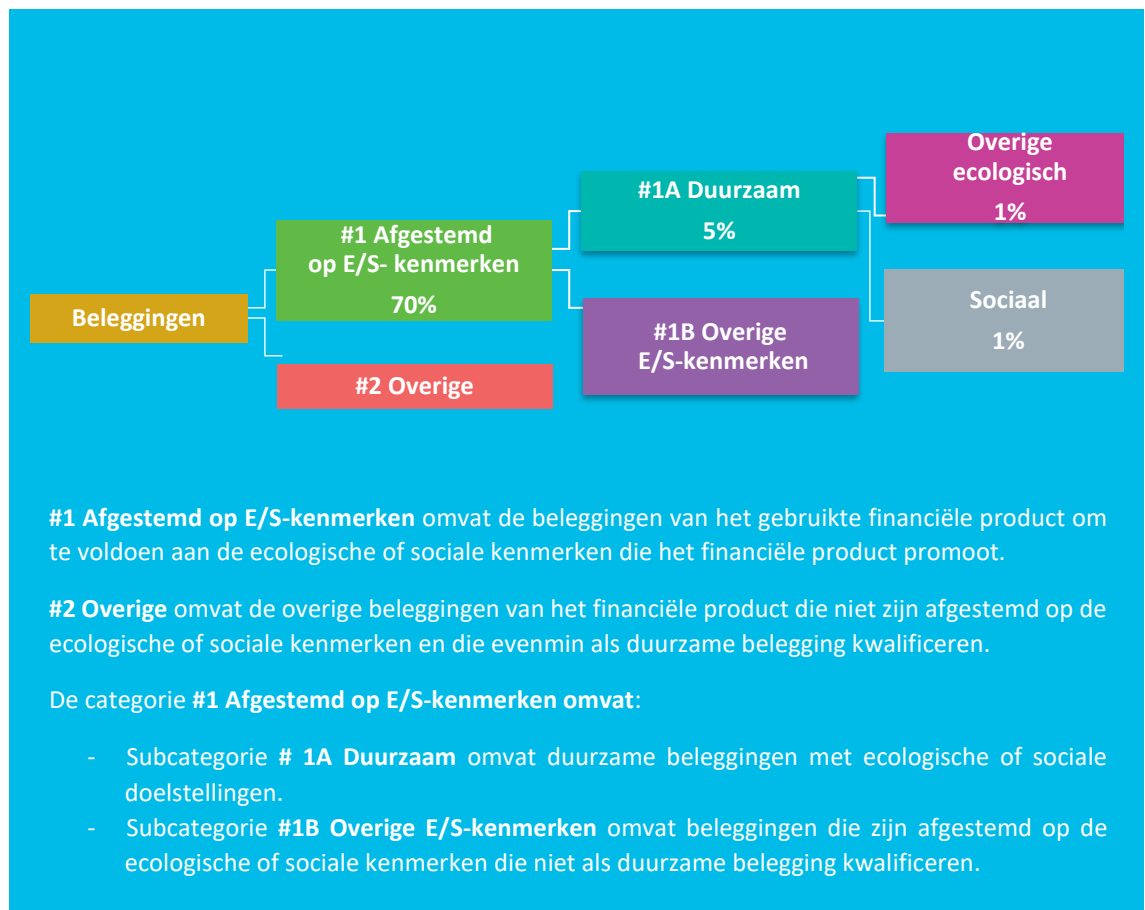 Beleggingen
#1 Afgestemd
op E/S- kenmerken
70%
#2 Overige
#1A Duurzaam
5%
#1B Overige
E/S-kenmerken
Overige
ecologisch
1%
Sociaal
1%
#1 Afgestemd op E/S-kenmerken omvat de beleggingen van het gebruikte financiële product om
te voldoen aan de ecologische of sociale kenmerken die het financiële product promoot.
#2 Overige omvat de overige beleggingen van het financiële product die niet zijn afgestemd op de
ecologische of sociale kenmerken en die evenmin als duurzame belegging kwalificeren.
De categorie #1 Afgestemd op E/S-kenmerken omvat:
- Subcategorie # 1A Duurzaam omvat duurzame beleggingen met ecologische of sociale
doelstellingen.
- Subcategorie #1B Overige E/S-kenmerken omvat beleggingen die zijn afgestemd op de
ecologische of sociale kenmerken die niet als duurzame belegging kwalificeren.